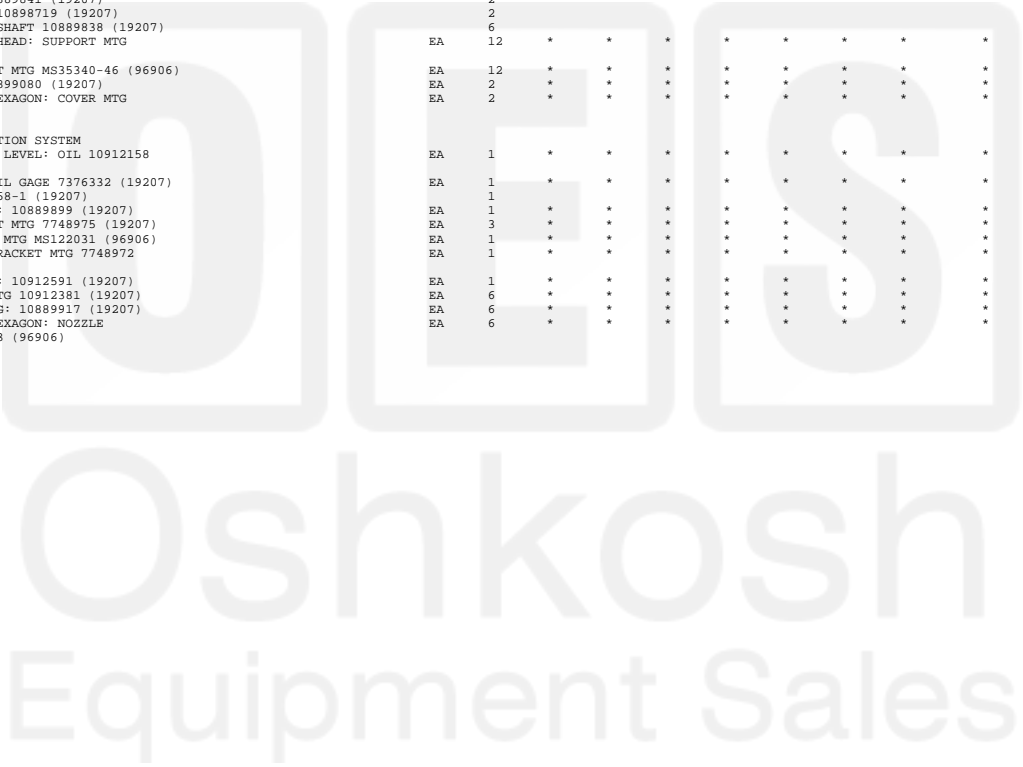 (19207) 2
10898719 (19207) 2
SHAFT 10889838 (19207) 6
HEAD: SUPPORT MTG EA 12 * * * * * * * *
T MTG MS35340-46 (96906) EA 12 * * * * * * * *
899080 (19207) EA 2 * * * * * * * *
EXAGON: COVER MTG EA 2 * * * * * * * *
TION SYSTEM
LEVEL: OIL 10912158 EA 1 * * * * * * * *
IL GAGE 7376332 (19207) EA 1 * * * * * * * *
58-1 (19207) 1
: 10889899 (19207) EA 1 * * * * * * * *
T MTG 7748975 (19207) EA 3 * * * * * * * *
MTG MS122031 (96906) EA 1 * * * * * * * *
RACKET MTG 7748972 EA 1 * * * * * * * *
: 10912591 (19207) EA 1 * * * * * * * *
TG 10912381 (19207) EA 6 * * * * * * * *
G: 10889917 (19207) EA 6 * * * * * * * *
EXAGON: NOZZLE EA 6 * * * * * * * *
8 (96906)
OES
Oshkosh
Equipment Sales